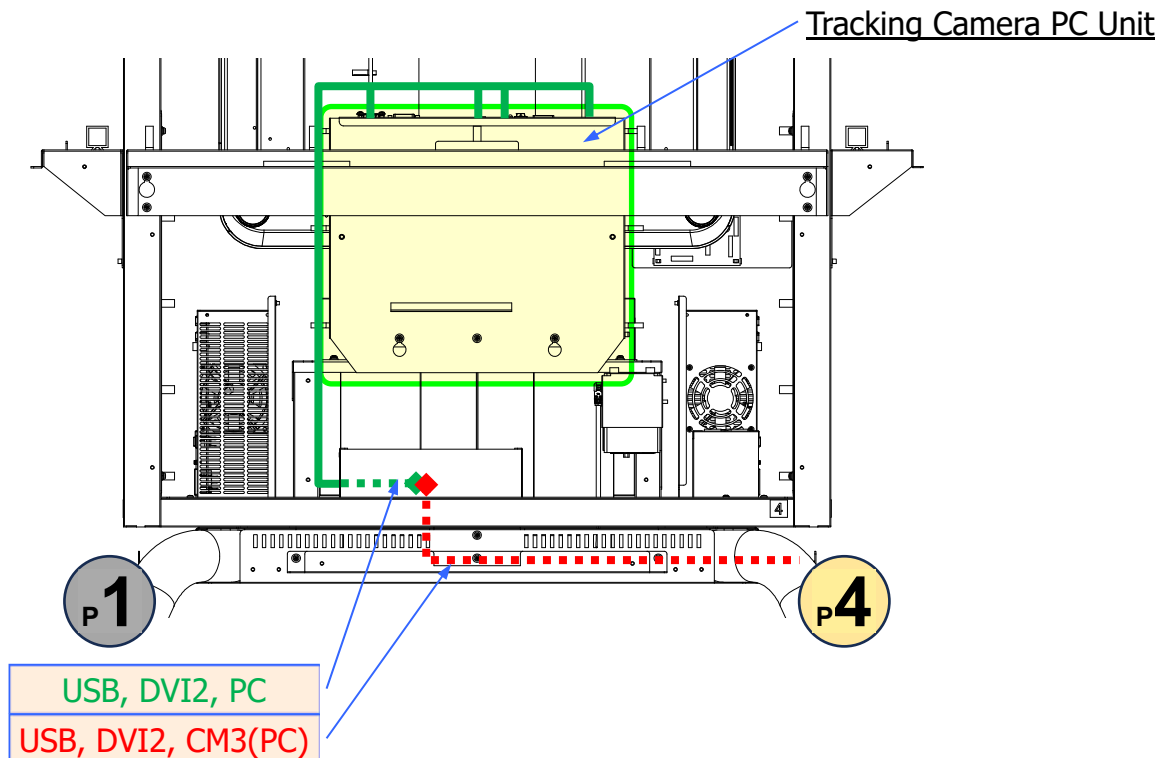 Tracking Camera PC Unit
4
P1
P4
USB, DVI2, PC
USB, DVI2, CM3(PC)